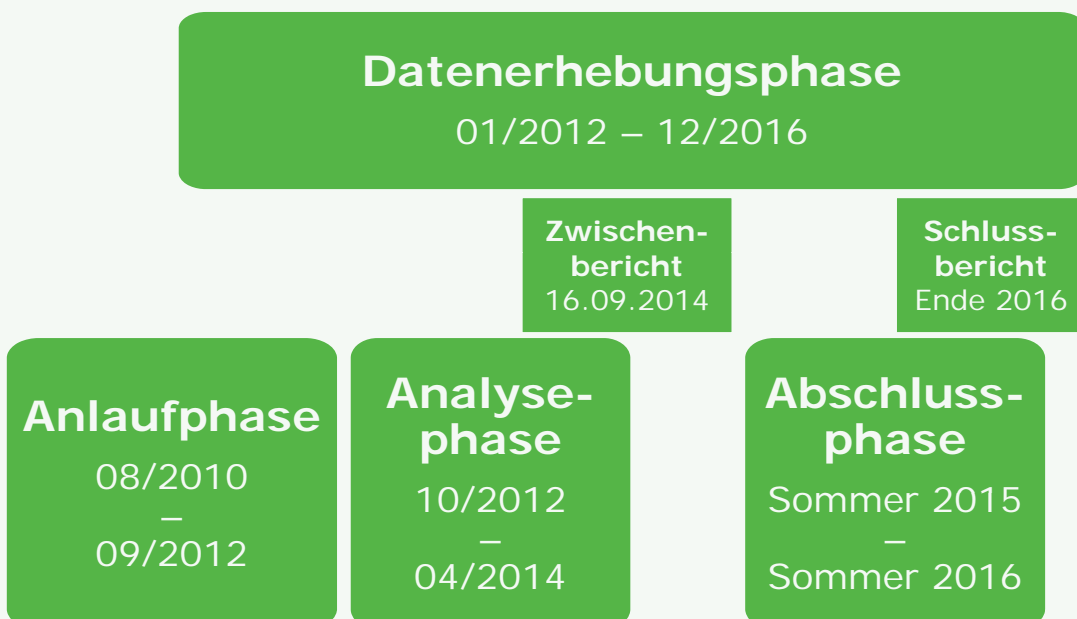 Datenerhebungsphase
01/2012 – 12/2016
Zwischen-
bericht
16.09.2014
Schluss-
bericht
Ende 2016
Anlaufphase
08/2010
–
09/2012
Analyse-
phase
10/2012
–
04/2014
Abschluss-
phase
Sommer 2015
–
Sommer 2016